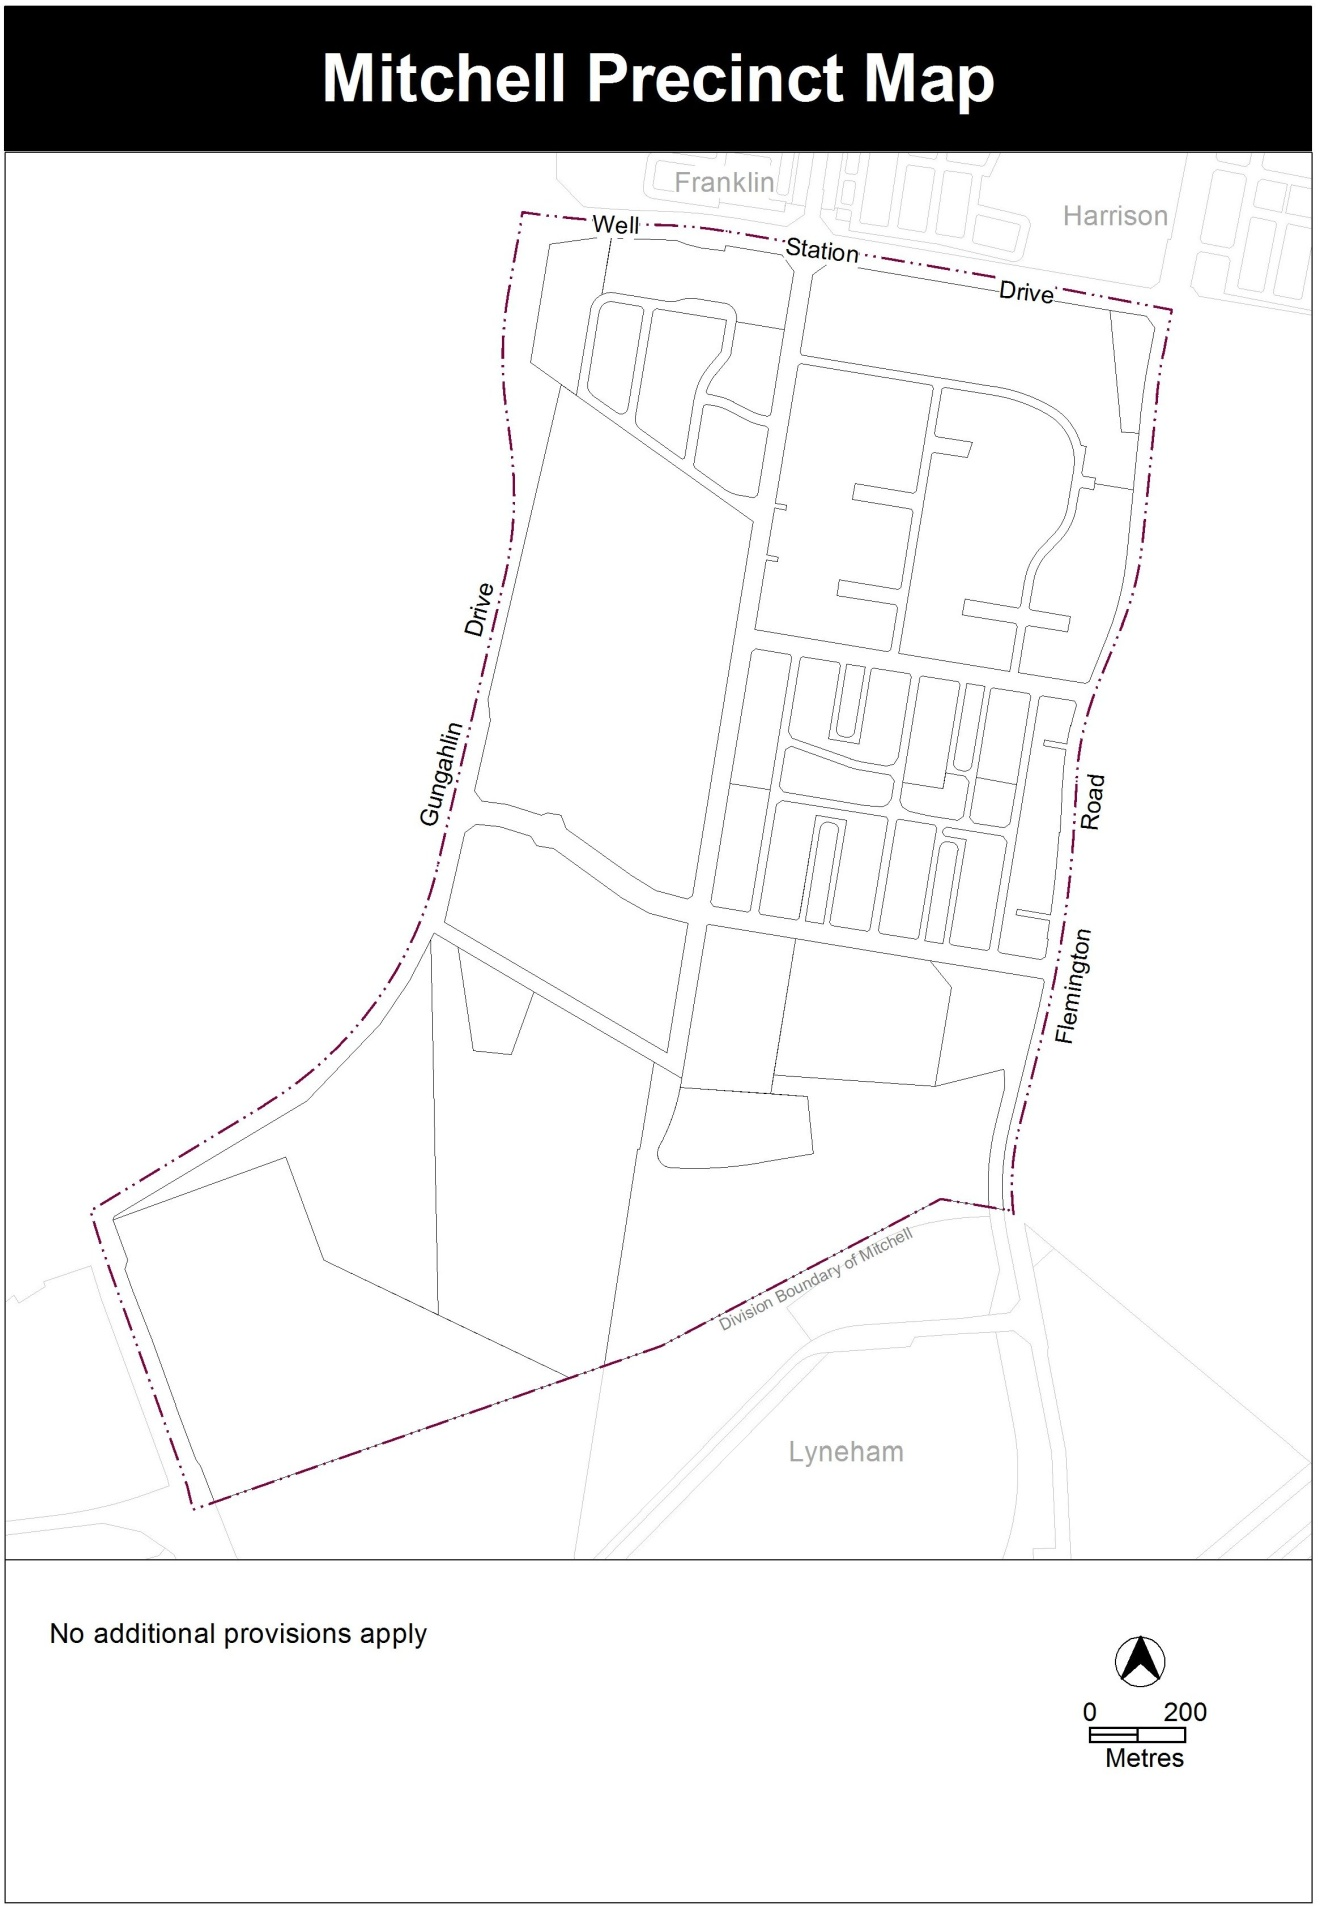 Mitchell Precinct Map
Franklin
Harrison
Well
Station
Drive
Drive
Gungahlin
Road
Flemington
Division Boundary of Mitchell
Lyneham
No additional provisions apply
0 200
Metres